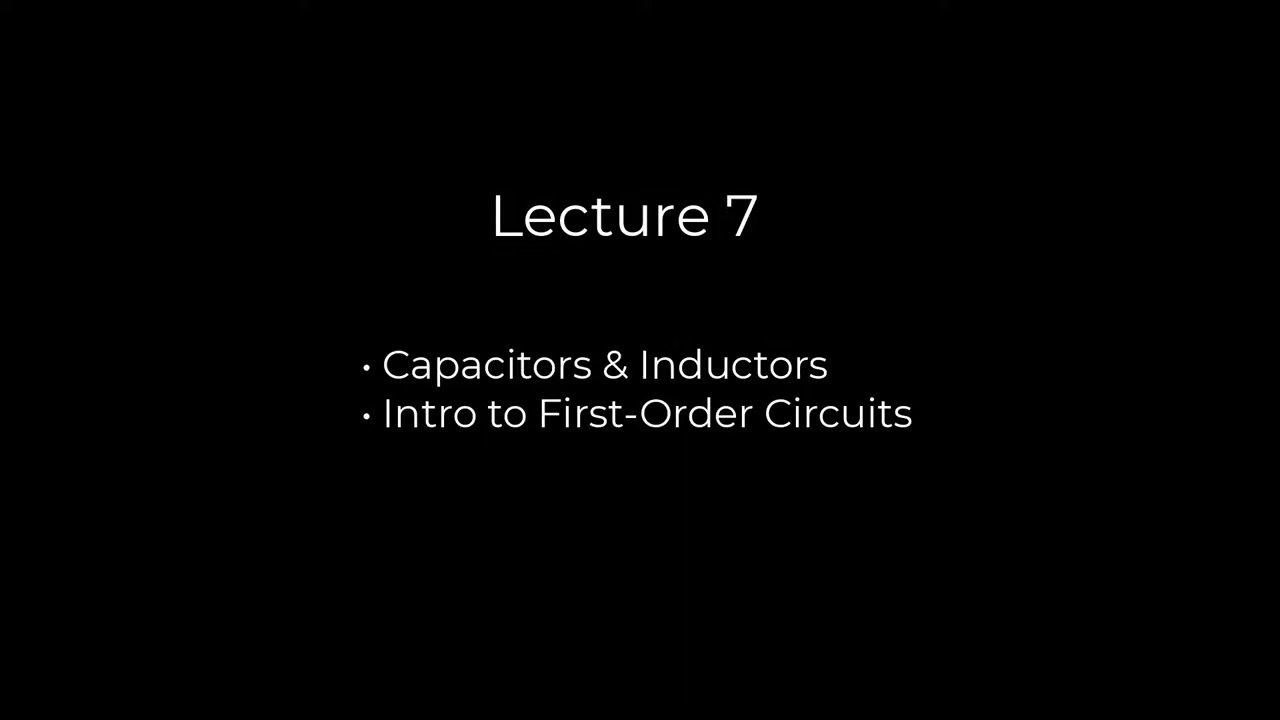 Lecture 7
• Capacitors & Inductors
• Intro to First-Order Circuits